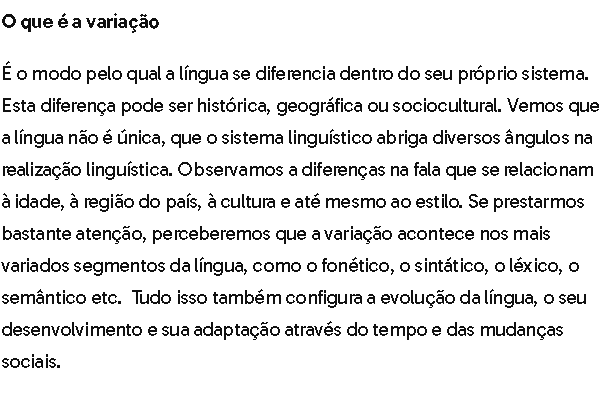 O que é a variação
É o modo pelo qual a língua se diferencia dentro do seu próprio sistema.
Esta diferença pode ser histórica, geográfica ou sociocultural. Vemos que
a língua não é única, que o sistema linguístico abriga diversos ângulos na
realização linguística. Observamos a diferenças na fala que se relacionam
à idade, à região do país, à cultura e até mesmo ao estilo. Se prestarmos
bastante atenção, perceberemos que a variação acontece nos mais
variados segmentos da língua, como o fonético, o sintático, o léxico, o
semântico etc.  Tudo isso também configura a evolução da língua, o seu
desenvolvimento e sua adaptação através do tempo e das mudanças
sociais.